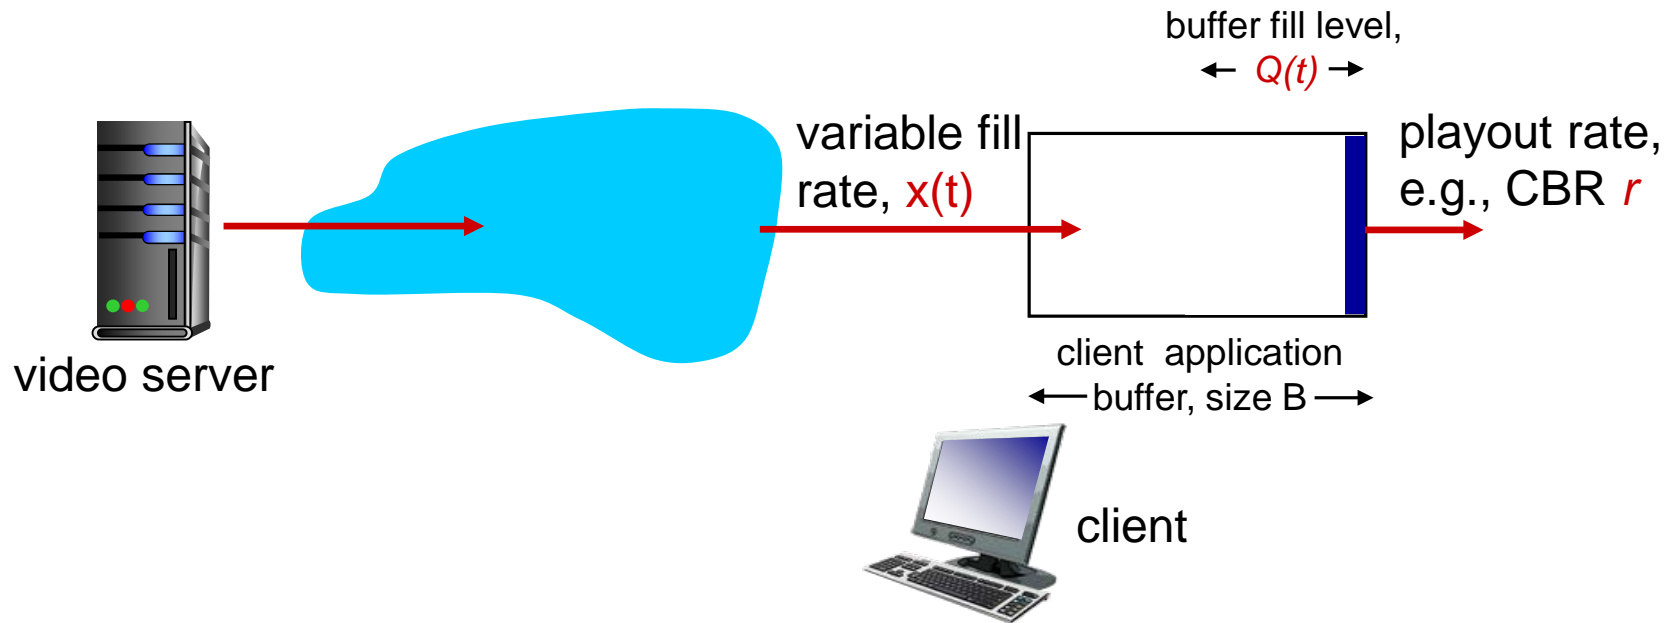 buffer fill level,
Q(t)
variable fill
rate, x(t)
playout rate,
e.g., CBR r
video server
client application
buffer, size B
client